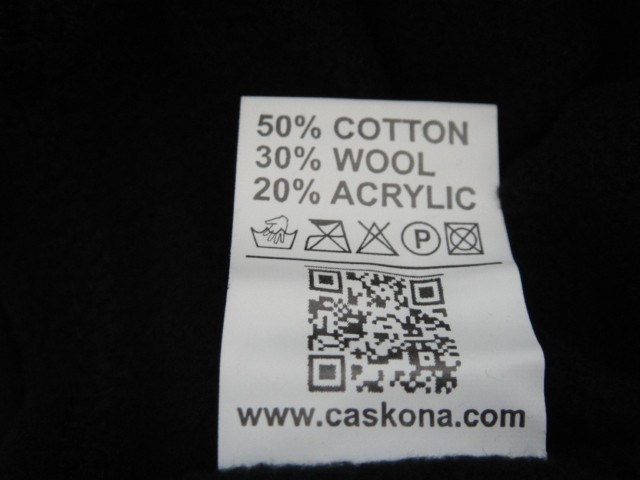 50% COTTON
30% WOOL
20% ACRYLIC
P
www.caskona.com